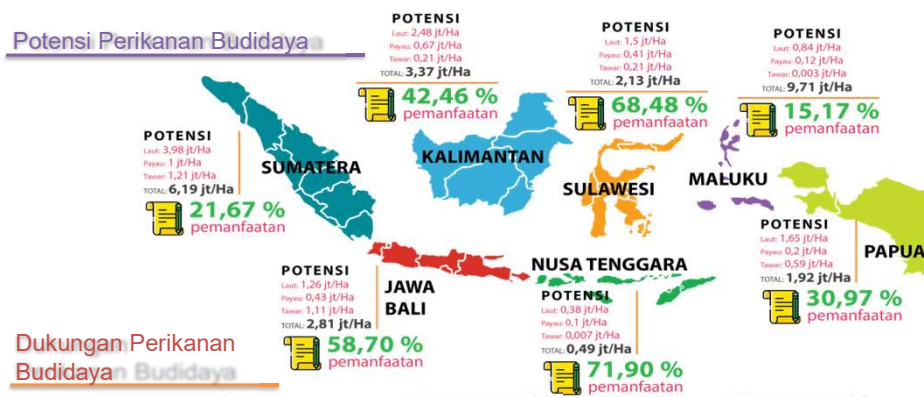 Potensi Perikanan Budidaya
POTENSI
Laut: 2,48 jt/Ha
Payau: 0,67 jt/Ha
Tawar: 0,21 jt/Ha
TOTAL: 3,37 jt/Ha
42,46 %
pemanfaatan
POTENSI
Laut: 1,5 jt/Ha
Payau: 0,41 jt/Ha
Tawar: 0,21 jt/Ha
TOTAL: 2,13 jt/Ha
68,48 %
pemanfaatan
POTENSI
Laut: 0,84 jt/Ha
Payau: 0,12 jt/Ha
Tawar: 0,003 jt/Ha
TOTAL: 9,71 jt/Ha
15,17 %
pemanfaatan
POTENSI
Laut: 3,98 jt/Ha
Payau: 1 jt/Ha
Tawar: 1,21 jt/Ha
TOTAL: 6,19 jt/Ha
21,67 %
pemanfaatan
SUMATERA
KALIMANTAN
SULAWESI
MALUKU
PAPUA
POTENSI
Laut: 1,65 jt/Ha
Payau: 0,2 jt/Ha
Tawar: 0,59 jt/Ha
TOTAL: 1,92 jt/Ha
30,97 %
pemanfaatan
JAWA
BALI
POTENSI
Laut: 1,26 jt/Ha
Payau: 0,43 jt/Ha
Tawar: 1,11 jt/Ha
TOTAL: 2,81 jt/Ha
58,70 %
pemanfaatan
NUSA TENGGARA
POTENSI
Laut: 0,38 jt/Ha
Payau: 0,1 jt/Ha
Tawar: 0,007 jt/Ha
TOTAL: 0,49 jt/Ha
71,90 %
pemanfaatan
Dukungan Perikanan
Budidaya